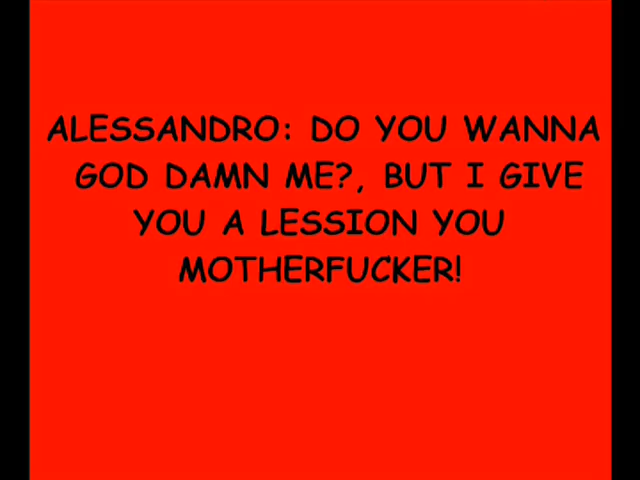 ALESSANDRO: DO YOU WANNA
GOD DAMN ME?, BUT I GIVE
YOU A LESSION YOU
MOTHERFUCKER!